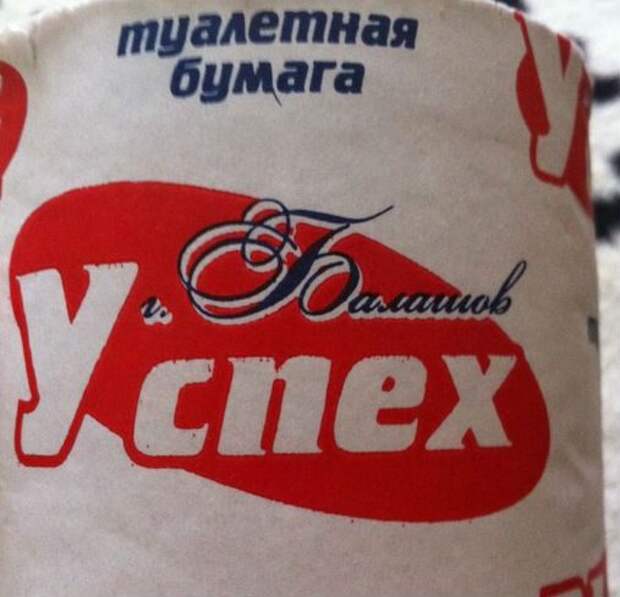 туалетная
бумага
г. Балашов
Успех